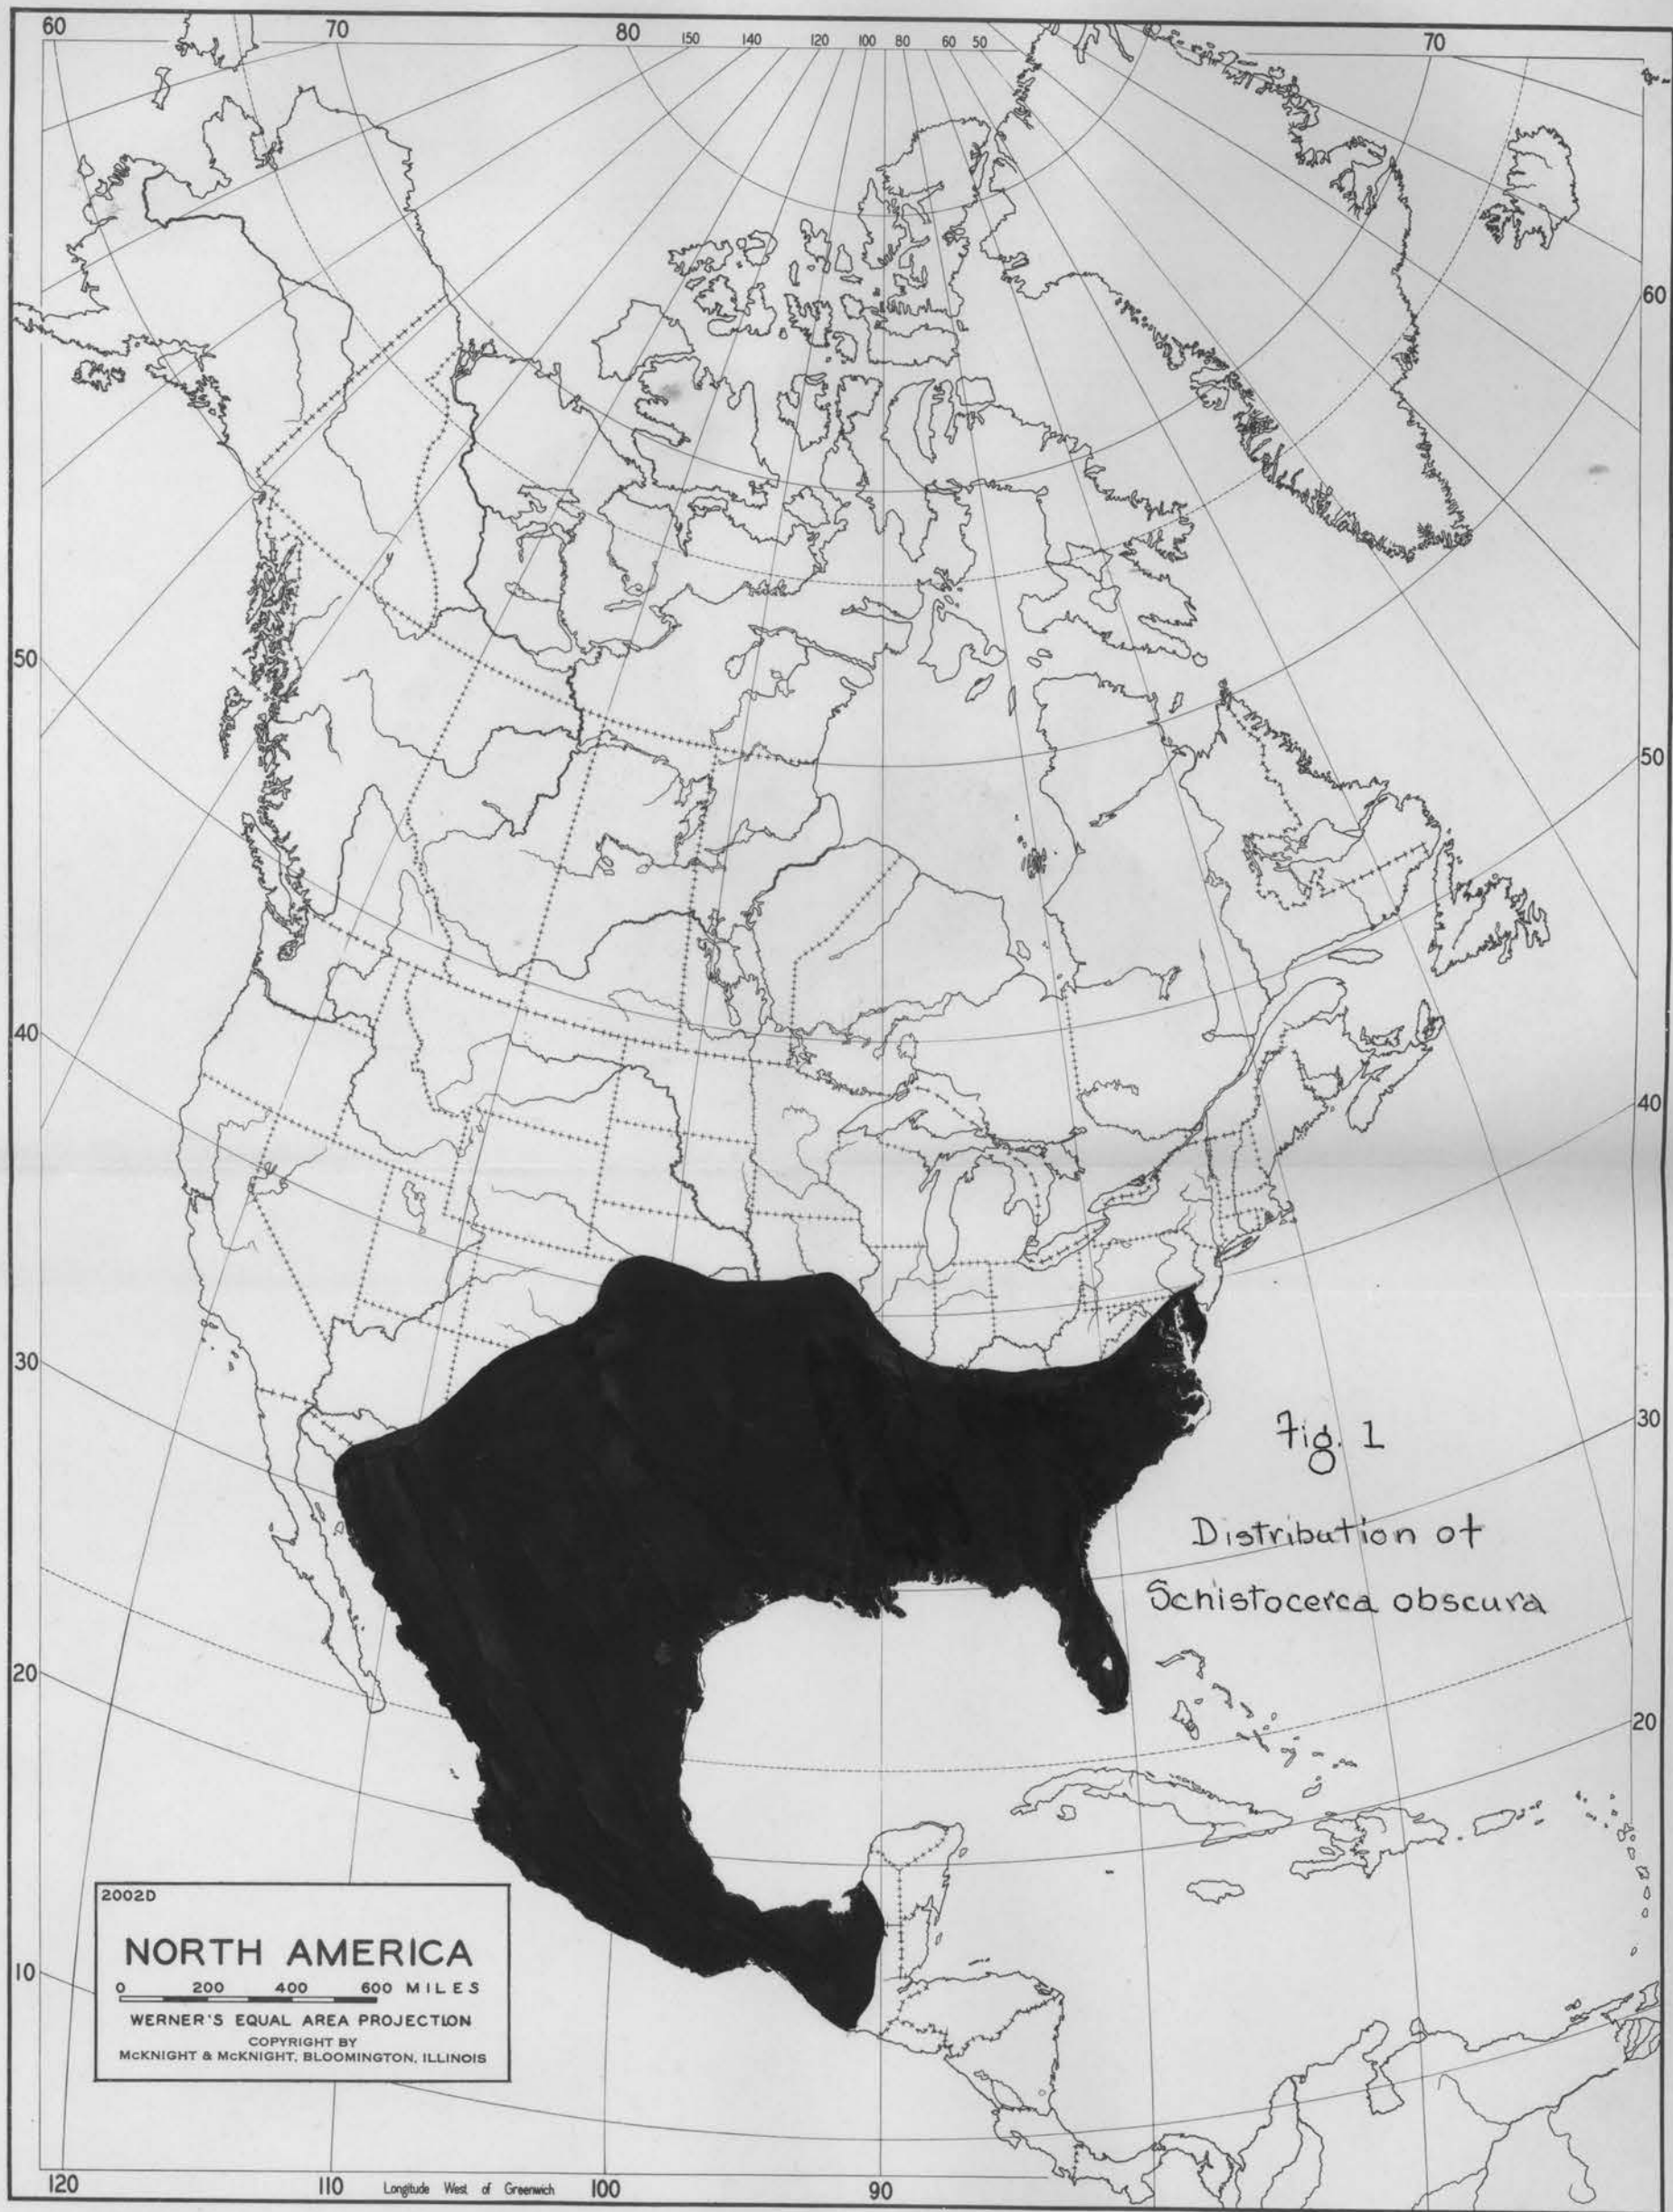 60
70
80
150
140
120
100
80
60
50
70
60
50
50
40
40
30
30
20
20
10
Fig. 1
Distribution of
Schistocerca obscura
2002D
NORTH AMERICA
0 200 400 600 MILES
WERNER'S EQUAL AREA PROJECTION
COPYRIGHT BY
McKNIGHT & McKNIGHT, BLOOMINGTON, ILLINOIS
120
110
Longitude West of Greenwich
100
90